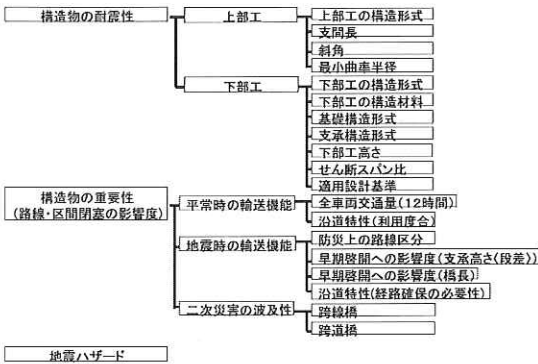 構造物の耐震性
上部工
上部工の構造形式
支間長
斜角
最小曲率半径
下部工
下部工の構造形式
下部工の構造材料
基礎構造形式
支承構造形式
下部工高さ
せん断スパン比
適用設計基準
構造物の重要性
(路線・区間閉塞の影響度)
平常時の輸送機能
全車両交通量(12時間)
沿道特性(利用度合)
地震時の輸送機能
防災上の路線区分
早期啓開への影響度(支承高さ(段差))
早期啓開への影響度(橋長)
沿道特性(経路確保の必要性)
二次災害の波及性
跨線橋
跨道橋
地震ハザード